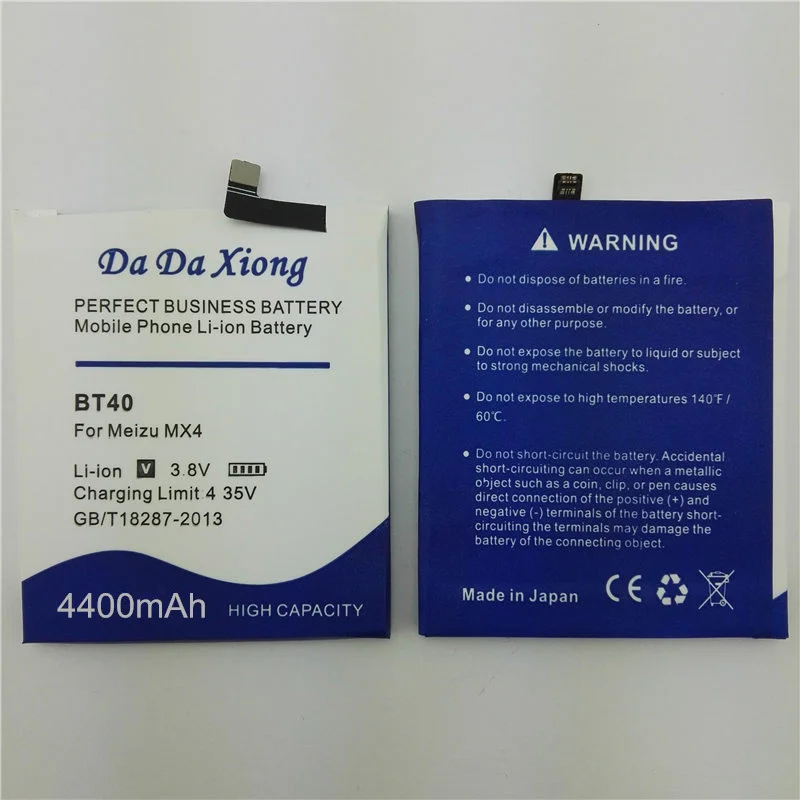 Da Da Xiong
PERFECT BUSINESS BATTERY
Mobile Phone Li-ion Battery
BT40
For Meizu MX4
Li-ion V 3.8V
Charging Limit 4 35V
GB/T18287-2013
4400mAh HIGH CAPACITY
WARNING
• Do not dispose of batteries in a fire.
• Do not disassemble or modify the battery, or
for any other purpose.
• Do not expose the battery to liquid or subject
to strong mechanical shocks.
• Do not expose to high temperatures 140℉/
60℃.
• Do not short-circuit the battery. Accidental
short-circuiting can occur when a metallic
object such as a coin, clip, or pen causes
direct connection of the positive (+) and
negative (-) terminals of the battery short-
circuiting the terminals may damage the
battery or the connecting object.
Made in Japan CE